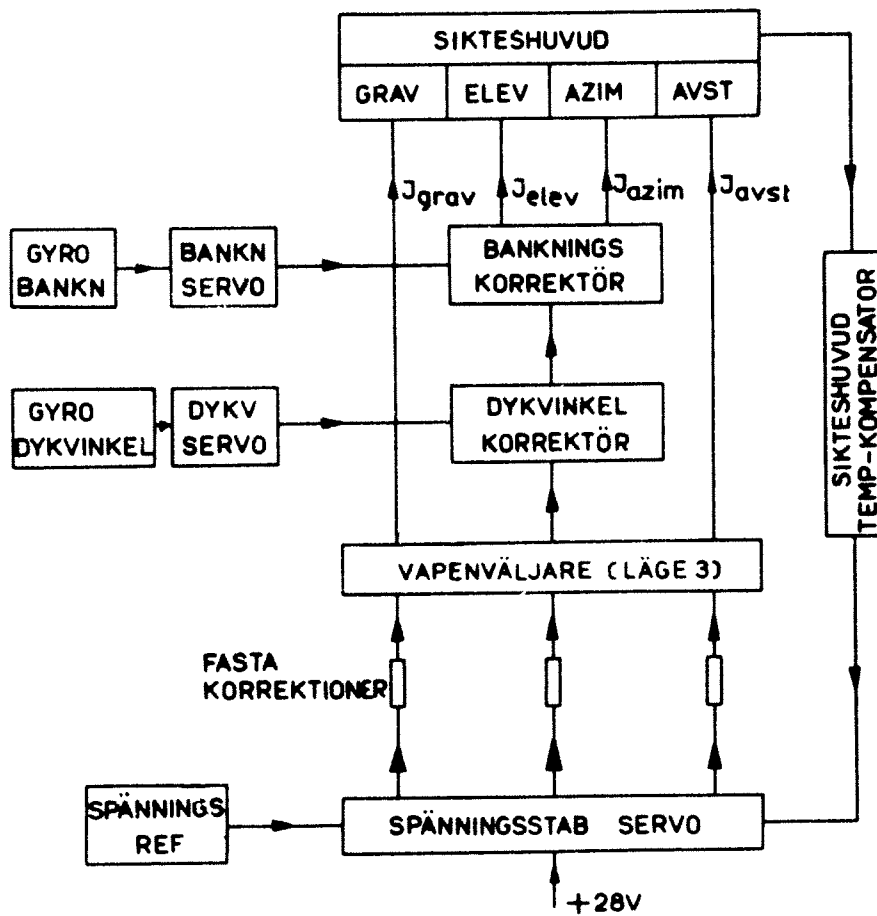 SIKTESHUVUD
GRAV ELEV AZIM AVST
Jgrav Jelev Jazim Javst
GYRO
BANKN
BANKN
SERVO
BANKNINGS
KORREKTÖR
GYRO
DYKVINKEL
DYKV
SERVO
DYKVINKEL
KORREKTÖR
SIKTESHUVUD
TEMP-KOMPENSATOR
VAPENVÄLJARE (LÄGE 3)
FASTA
KORREKTIONER
SPÄNNINGS
REF
SPÄNNINGSSTAB SERVO
+28V